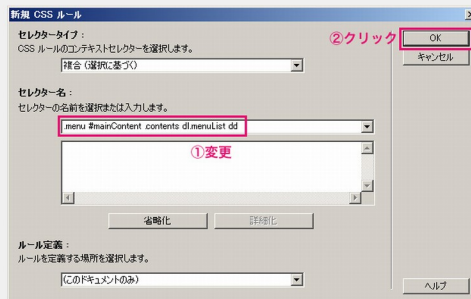 新規 CSS ルール
セレクタータイプ：
CSS ルールのコンテキストセレクターを選択します。
複合 (選択に基づく)
②クリック
OK
キャンセル
セレクター名：
セレクターの名前を選択または入力します。
.menu #mainContent .contents dl.menuList dd
①変更
省略化
詳細化
ルール定義：
ルールを定義する場所を選択します。
(このドキュメントのみ)
ヘルプ